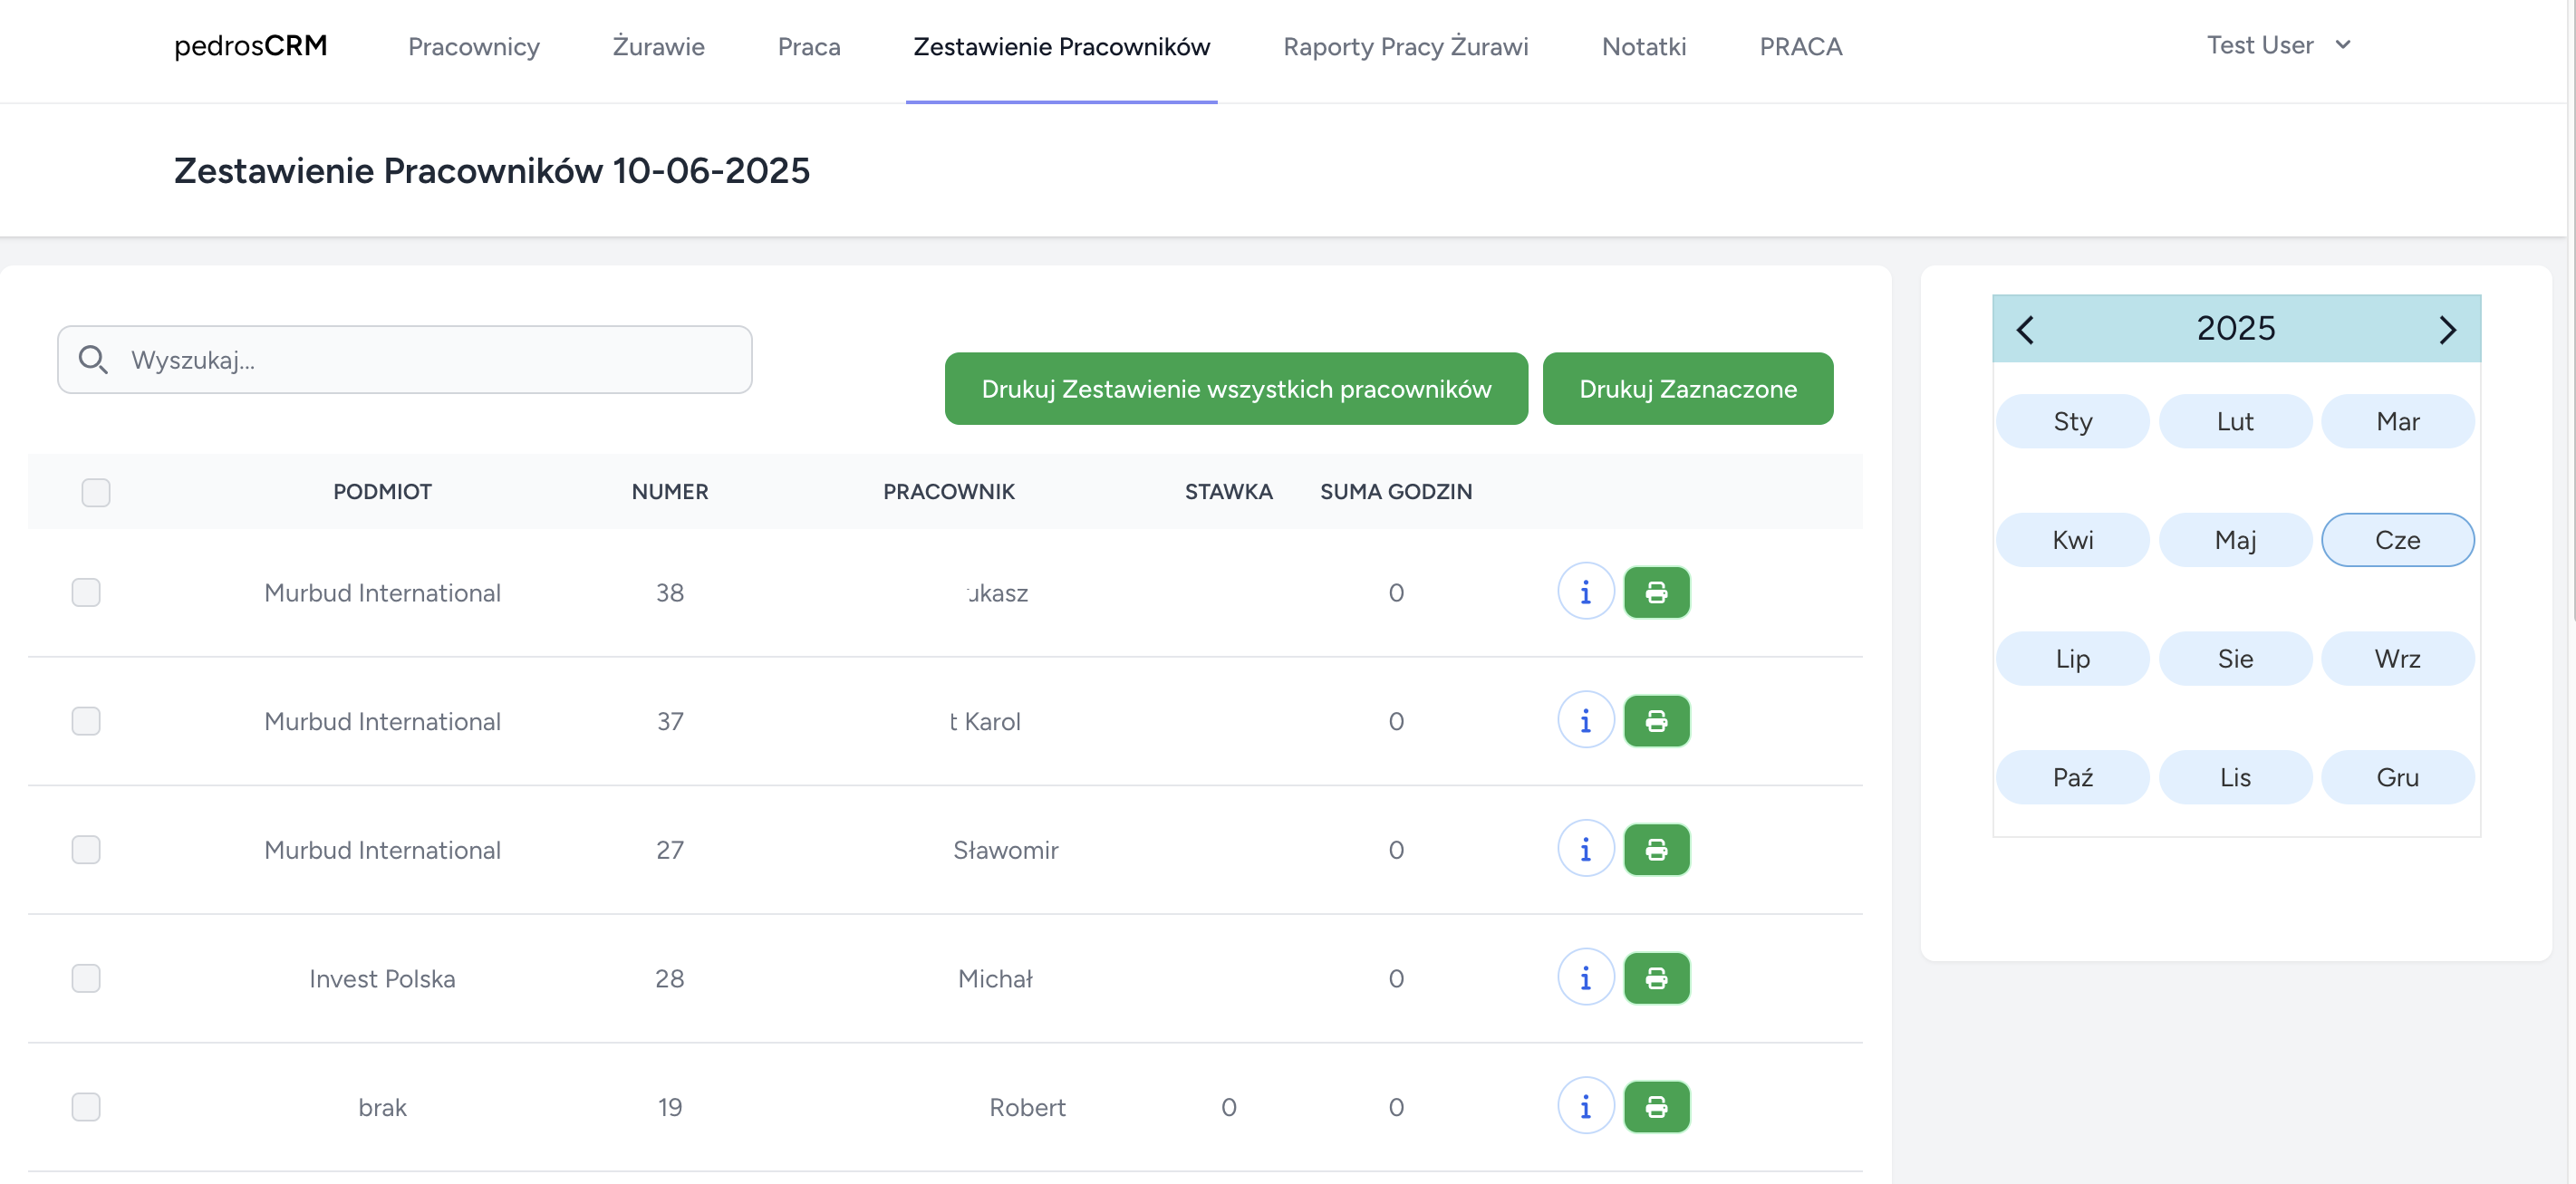 pedrosCRM Pracownicy Żurawie Praca Zestawienie Pracowników Raporty Pracy Żurawi Notatki PRACA Test User
Zestawienie Pracowników 10-06-2025
Wyszukaj...
Drukuj Zestawienie wszystkich pracowników Drukuj Zaznaczone
PODMIOT NUMER PRACOWNIK STAWKA SUMA GODZIN
Murbud International 38 0
Murbud International 37 t Karol 0
Murbud International 27 Sławomir 0
Invest Polska 28 Michał 0
brak 19 Robert 0 0
2025
Sty Lut Mar
Kwi Maj Cze
Lip Sie Wrz
Paź Lis Gru